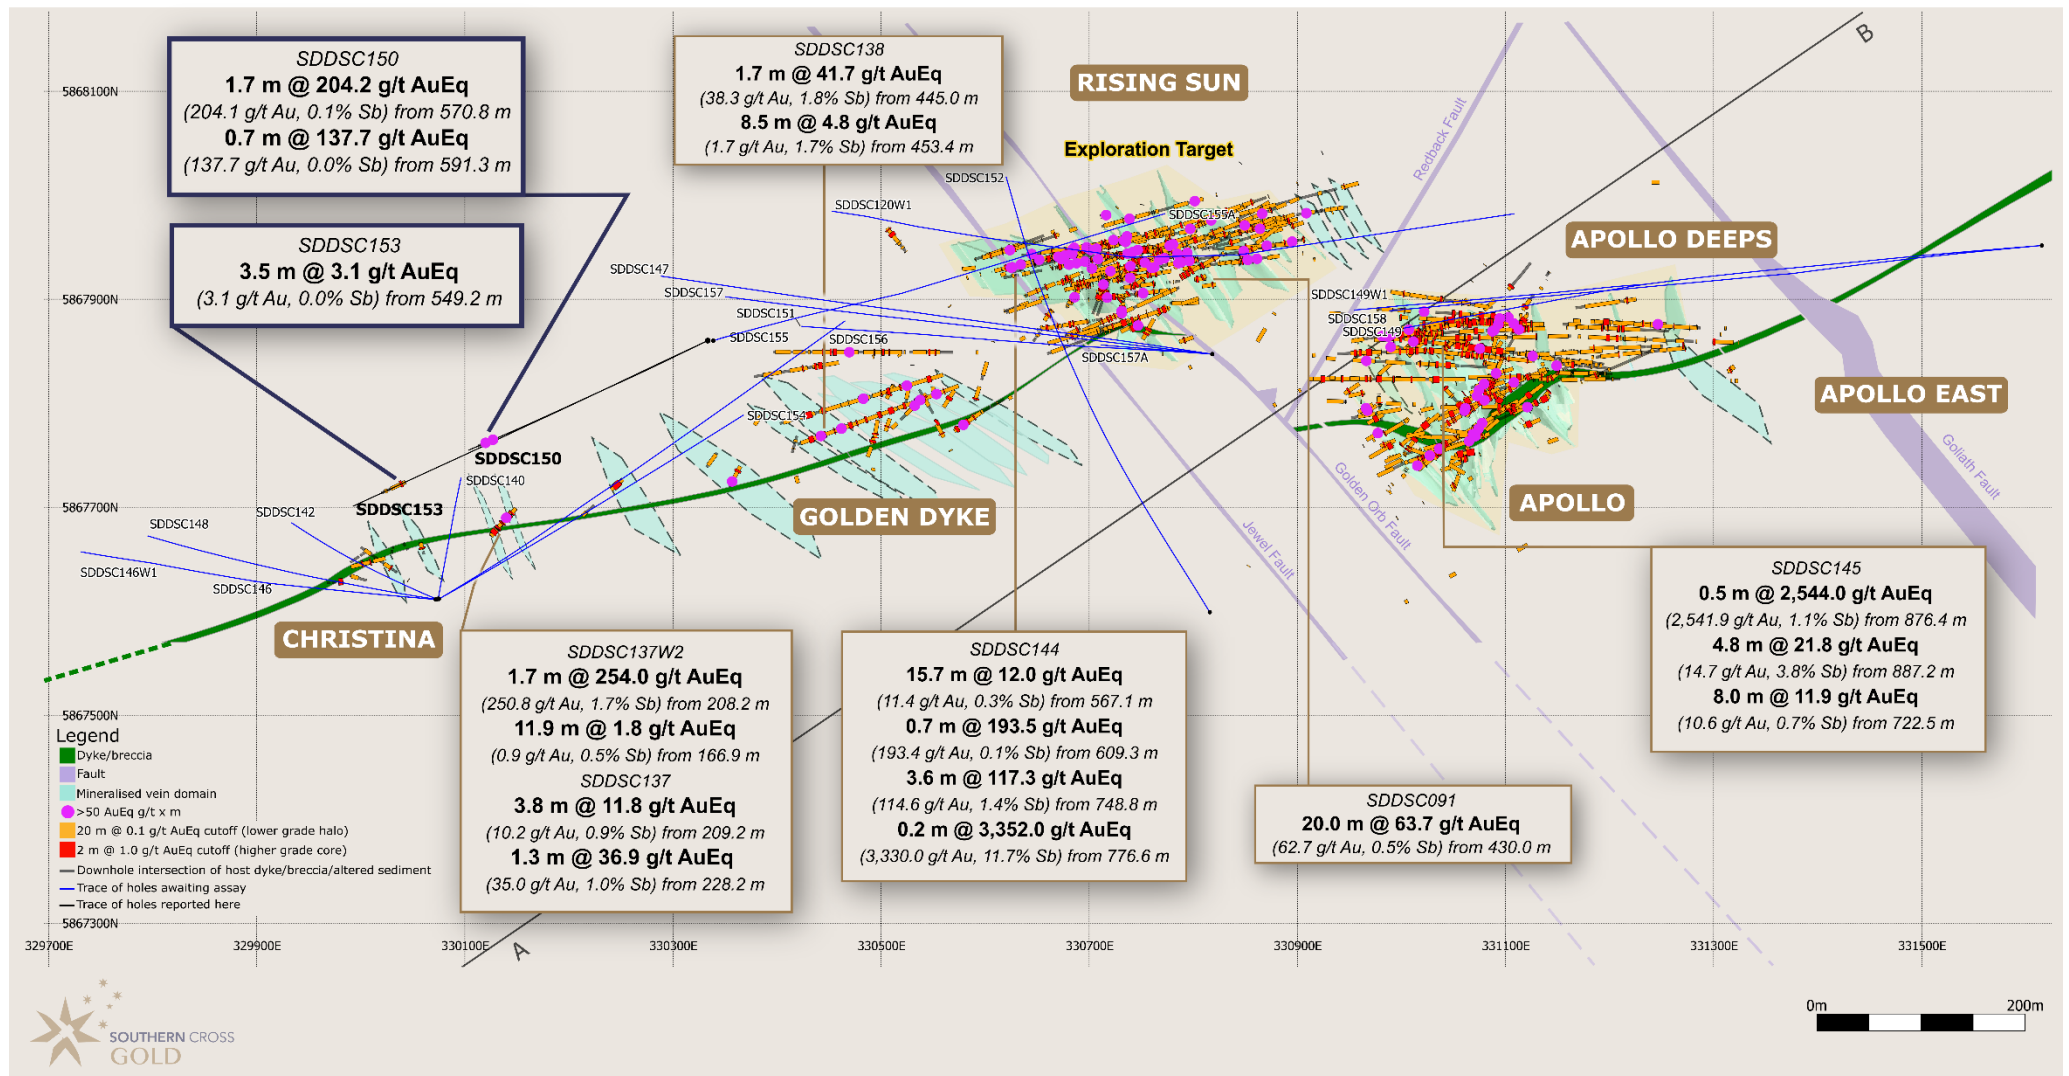 SDDSC150
1.7 m @ 204.2 g/t AuEq
(204.1 g/t Au, 0.1% Sb) from 570.8 m
0.7 m @ 137.7 g/t AuEq
(137.7 g/t Au, 0.0% Sb) from 591.3 m
SDDSC153
3.5 m @ 3.1 g/t AuEq
(3.1 g/t Au, 0.0% Sb) from 549.2 m
SDDSC138
1.7 m @ 41.7 g/t AuEq
(38.3 g/t Au, 1.8% Sb) from 445.0 m
8.5 m @ 4.8 g/t AuEq
(1.7 g/t Au, 1.7% Sb) from 453.4 m
RISING SUN
Exploration Target
B
Redback Fault
APOLLO DEEPS
APOLLO EAST
APOLLO
GOLDEN DYKE
CHRISTINA
Goliath Fault
Golden Orb Fault
Jewel Fault
5868100N
5867900N
5867700N
5867500N
5867300N
SDDSC152
SDDSC120W1
SDDSC155A
SDDSC147
SDDSC157
SDDSC151
SDDSC155
SDDSC156
SDDSC157A
SDDSC149W1
SDDSC158
SDDSC149
SDDSC154
SDDSC150
SDDSC140
SDDSC153
SDDSC142
SDDSC148
SDDSC146W1
SDDSC146
SDDSC137W2
1.7 m @ 254.0 g/t AuEq
(250.8 g/t Au, 1.7% Sb) from 208.2 m
11.9 m @ 1.8 g/t AuEq
(0.9 g/t Au, 0.5% Sb) from 166.9 m
SDDSC137
3.8 m @ 11.8 g/t AuEq
(10.2 g/t Au, 0.9% Sb) from 209.2 m
1.3 m @ 36.9 g/t AuEq
(35.0 g/t Au, 1.0% Sb) from 228.2 m
SDDSC144
15.7 m @ 12.0 g/t AuEq
(11.4 g/t Au, 0.3% Sb) from 567.1 m
0.7 m @ 193.5 g/t AuEq
(193.4 g/t Au, 0.1% Sb) from 609.3 m
3.6 m @ 117.3 g/t AuEq
(114.6 g/t Au, 1.4% Sb) from 748.8 m
0.2 m @ 3,352.0 g/t AuEq
(3,330.0 g/t Au, 11.7% Sb) from 776.6 m
SDDSC145
0.5 m @ 2,544.0 g/t AuEq
(2,541.9 g/t Au, 1.1% Sb) from 876.4 m
4.8 m @ 21.8 g/t AuEq
(14.7 g/t Au, 3.8% Sb) from 887.2 m
8.0 m @ 11.9 g/t AuEq
(10.6 g/t Au, 0.7% Sb) from 722.5 m
SDDSC091
20.0 m @ 63.7 g/t AuEq
(62.7 g/t Au, 0.5% Sb) from 430.0 m
Legend
Dyke/breccia
Fault
Mineralised vein domain
>50 AuEq g/t x m
20 m @ 0.1 g/t AuEq cutoff (lower grade halo)
2 m @ 1.0 g/t AuEq cutoff (higher grade core)
Downhole intersection of host dyke/breccia/altered sediment
Trace of holes awaiting assay
Trace of holes reported here
A
329700E 329900E 330100E 330300E 330500E 330700E 330900E 331100E 331300E 331500E
0m 200m
SOUTHERN CROSS
GOLD